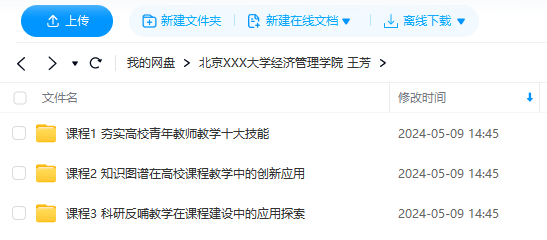 上传 新建文件夹 新建在线文档 离线下载
我的网盘 > 北京XXX大学经济管理学院 王芳 >
文件名 修改时间
课程1 夯实高校青年教师教学十大技能 2024-05-09 14:45
课程2 知识图谱在高校课程教学中的创新应用 2024-05-09 14:45
课程3 科研反哺教学在课程建设中的应用探索 2024-05-09 14:45